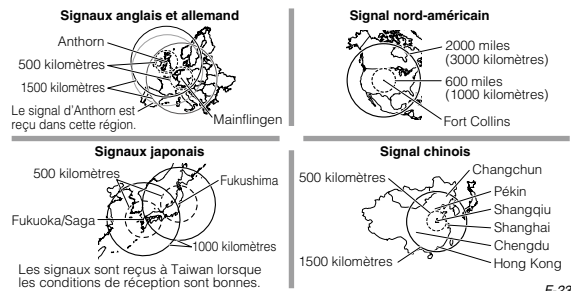 Signaux anglais et allemand
Anthorn
500 kilomètres
1500 kilomètres
Le signal d'Anthorn est
reçu dans cette région.
Mainflingen
Signal nord-américain
2000 miles
(3000 kilomètres)
600 miles
(1000 kilomètres)
Fort Collins
Signaux japonais
500 kilomètres
Fukushima
Fukuoka/Saga
1000 kilomètres
Les signaux sont reçus à Taiwan lorsque
les conditions de réception sont bonnes.
Signal chinois
Changchun
500 kilomètres
Pékin
Shangqiu
Shanghai
Chengdu
1500 kilomètres
Hong Kong
F-23